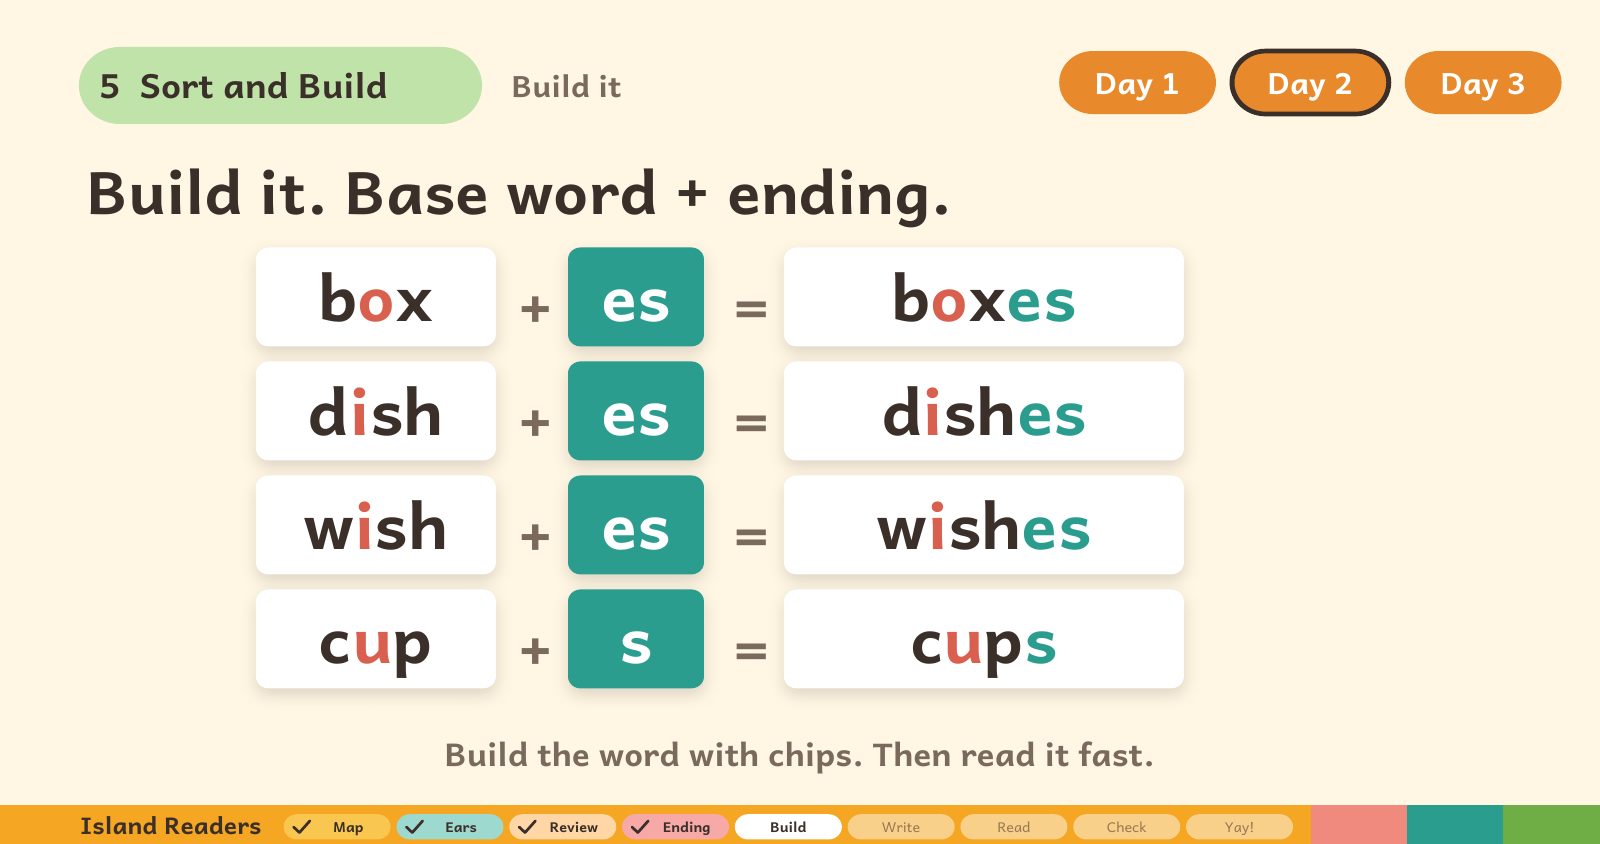 5 Sort and Build
Build it
Day 1 Day 2 Day 3
Build it. Base word + ending.
box + es = boxes
dish + es = dishes
wish + es = wishes
cup + s = cups
Build the word with chips. Then read it fast.
Island Readers Map Ears Review Ending Build Write Read Check Yay!